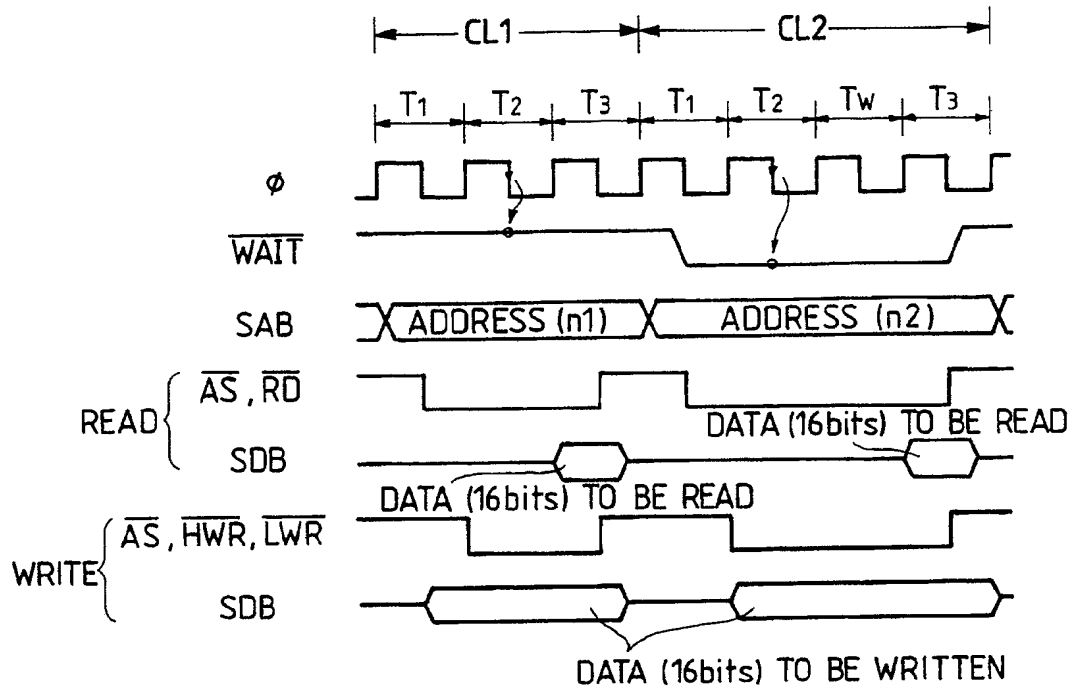 CL1 CL2
T1 T2 T3 T1 T2 TW T3
ϕ
WAIT
SAB ADDRESS (n1) ADDRESS (n2)
AS, RD
READ
DATA (16bits) TO BE READ
SDB
DATA (16bits) TO BE READ
AS, HWR, LWR
WRITE
SDB
DATA (16bits) TO BE WRITTEN